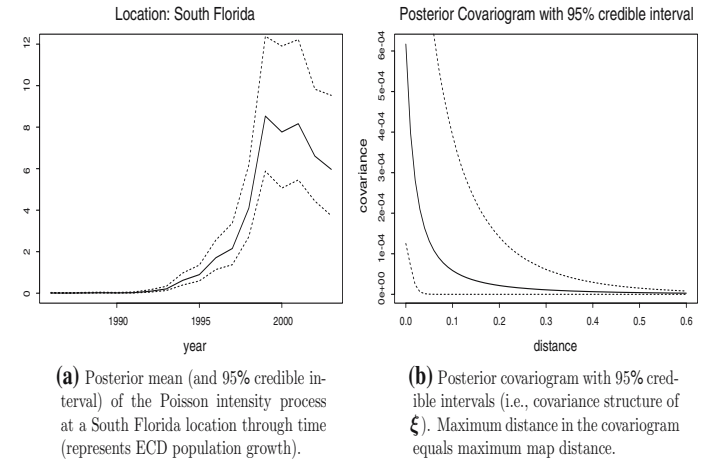 Location: South Florida
12
10
8
6
4
2
0
1990 1995 2000
year
(a) Posterior mean (and 95% credible in-
terval) of the Poisson intensity process
at a South Florida location through time
(represents ECD population growth).
Posterior Covariogram with 95% credible interval
covariance
6e-04
5e-04
4e-04
3e-04
2e-04
1e-04
0e+00
0.0 0.1 0.2 0.3 0.4 0.5 0.6
distance
(b) Posterior covariogram with 95% cred-
ible intervals (i.e., covariance structure of
ξ). Maximum distance in the covariogram
equals maximum map distance.